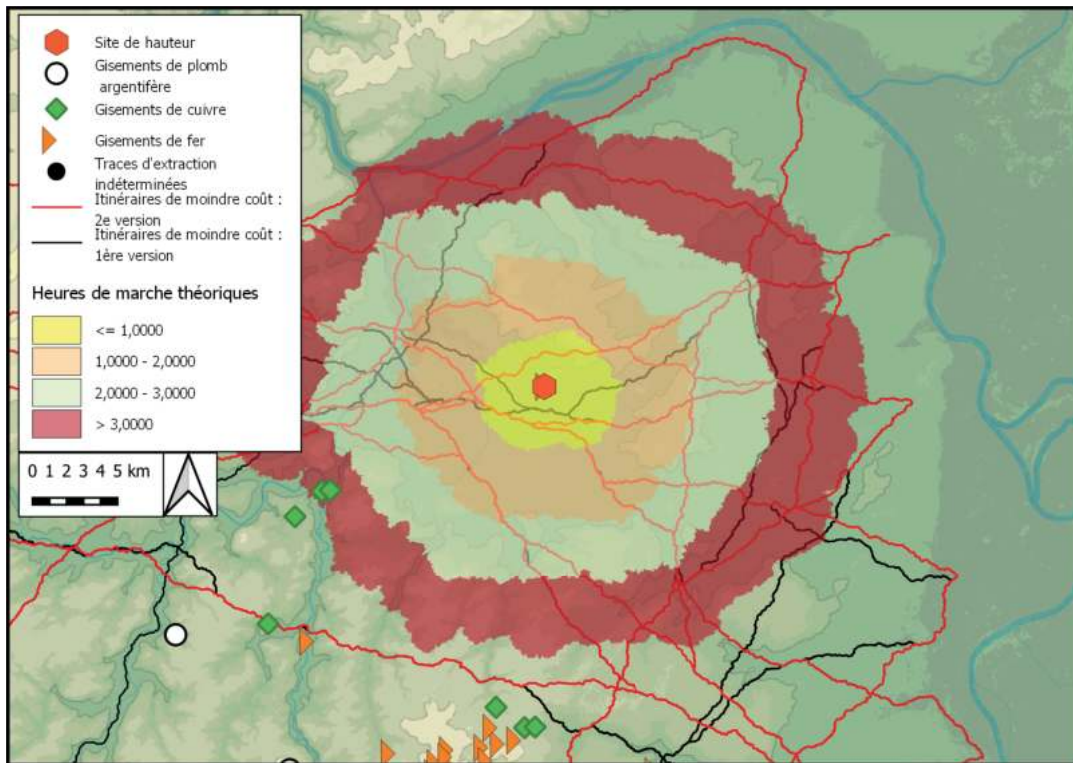 Site de hauteur
Gisements de plomb
argentifère
Gisements de cuivre
Gisements de fer
Traces d'extraction
indéterminées
Itinéraires de moindre coût :
2e version
Itinéraires de moindre coût :
1ère version
Heures de marche théoriques
<= 1,0000
1,0000 - 2,0000
2,0000 - 3,0000
> 3,0000
0 1 2 3 4 5 km